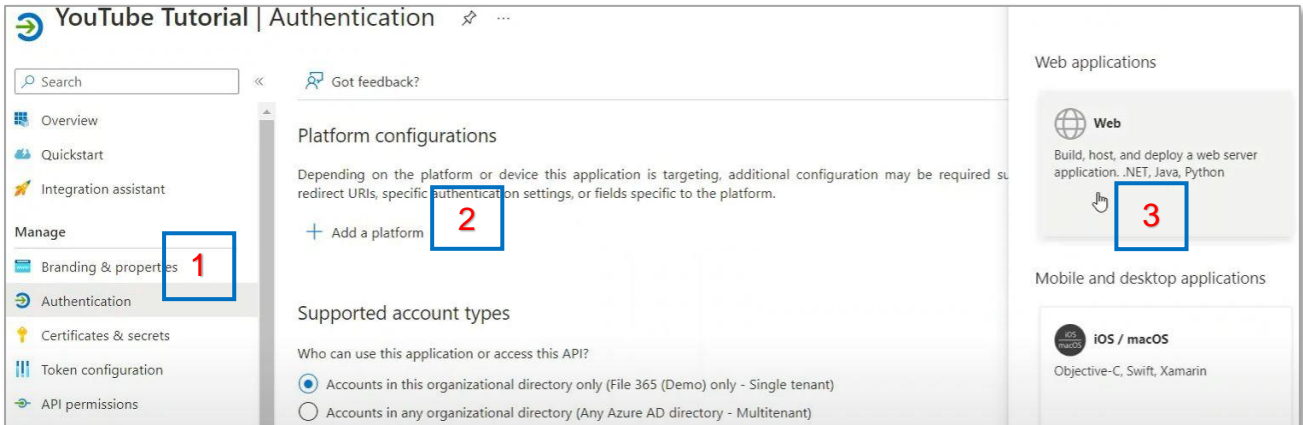 YouTube Tutorial | Authentication
Search
Overview
Quickstart
Integration assistant
Manage
Branding & properties
1
Authentication
Certificates & secrets
Token configuration
API permissions
Got feedback?
Platform configurations
Depending on the platform or device this application is targeting, additional configuration may be required su
redirect URIs, specific authentication settings, or fields specific to the platform.
Add a platform
2
Supported account types
Who can use this application or access this API?
Accounts in this organizational directory only (File 365 (Demo) only - Single tenant)
Accounts in any organizational directory (Any Azure AD directory - Multitenant)
Web applications
Web
Build, host, and deploy a web server
application. .NET, Java, Python
3
Mobile and desktop applications
iOS
macOS
iOS / macOS
Objective-C, Swift, Xamarin